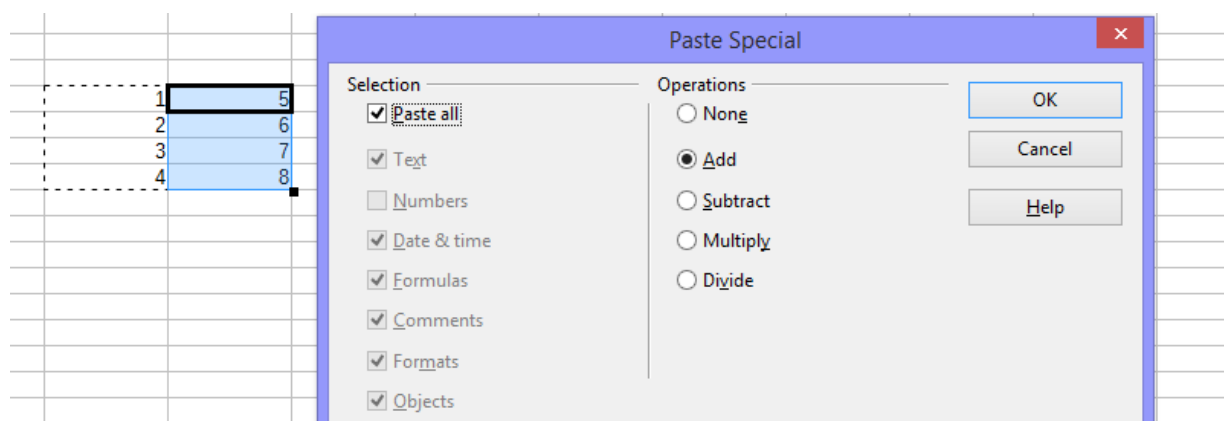 Paste Special
1 5
2 6
3 7
4 8
Selection
Paste all
Text
Numbers
Date & time
Formulas
Comments
Formats
Objects
Operations
None
Add
Subtract
Multiply
Divide
OK
Cancel
Help